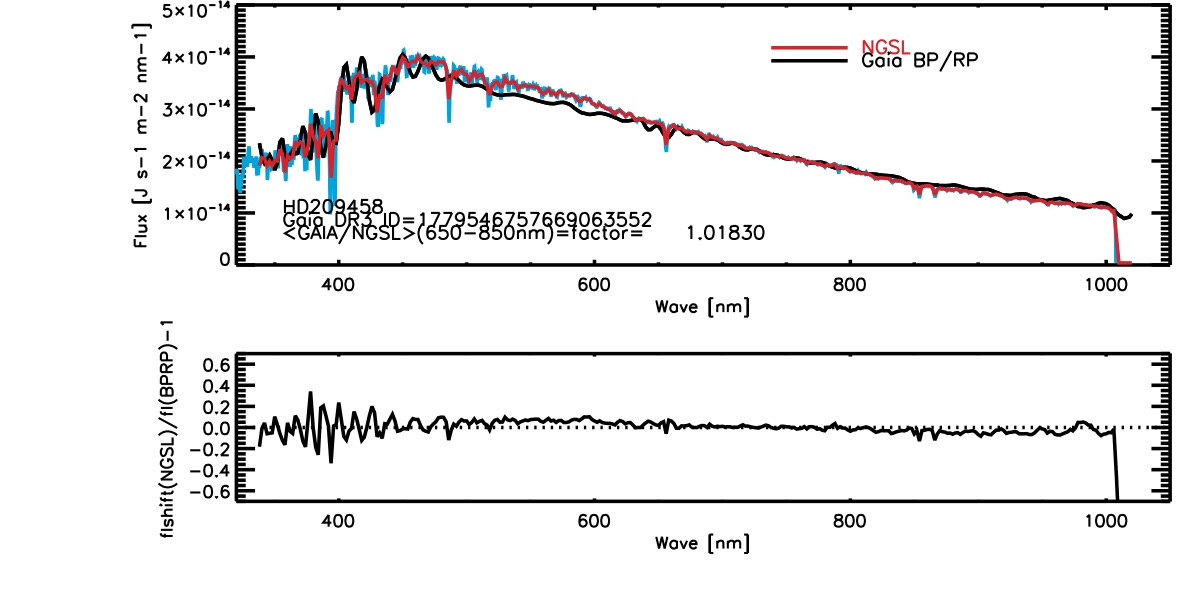 5×10⁻¹⁴
4×10⁻¹⁴
3×10⁻¹⁴
2×10⁻¹⁴
1×10⁻¹⁴
0
Flux [J s−1 m−2 nm−1]
NGSL
Gaia BP/RP
HD209458
Gaia DR3 ID=1779546757669063552
<GAIA/NGSL>(650−850nm)=factor= 1.01830
400 600 800 1000
Wave [nm]
flshift(NGSL)/fl(BPRP)−1
0.6
0.4
0.2
0.0
−0.2
−0.4
−0.6
400 600 800 1000
Wave [nm]